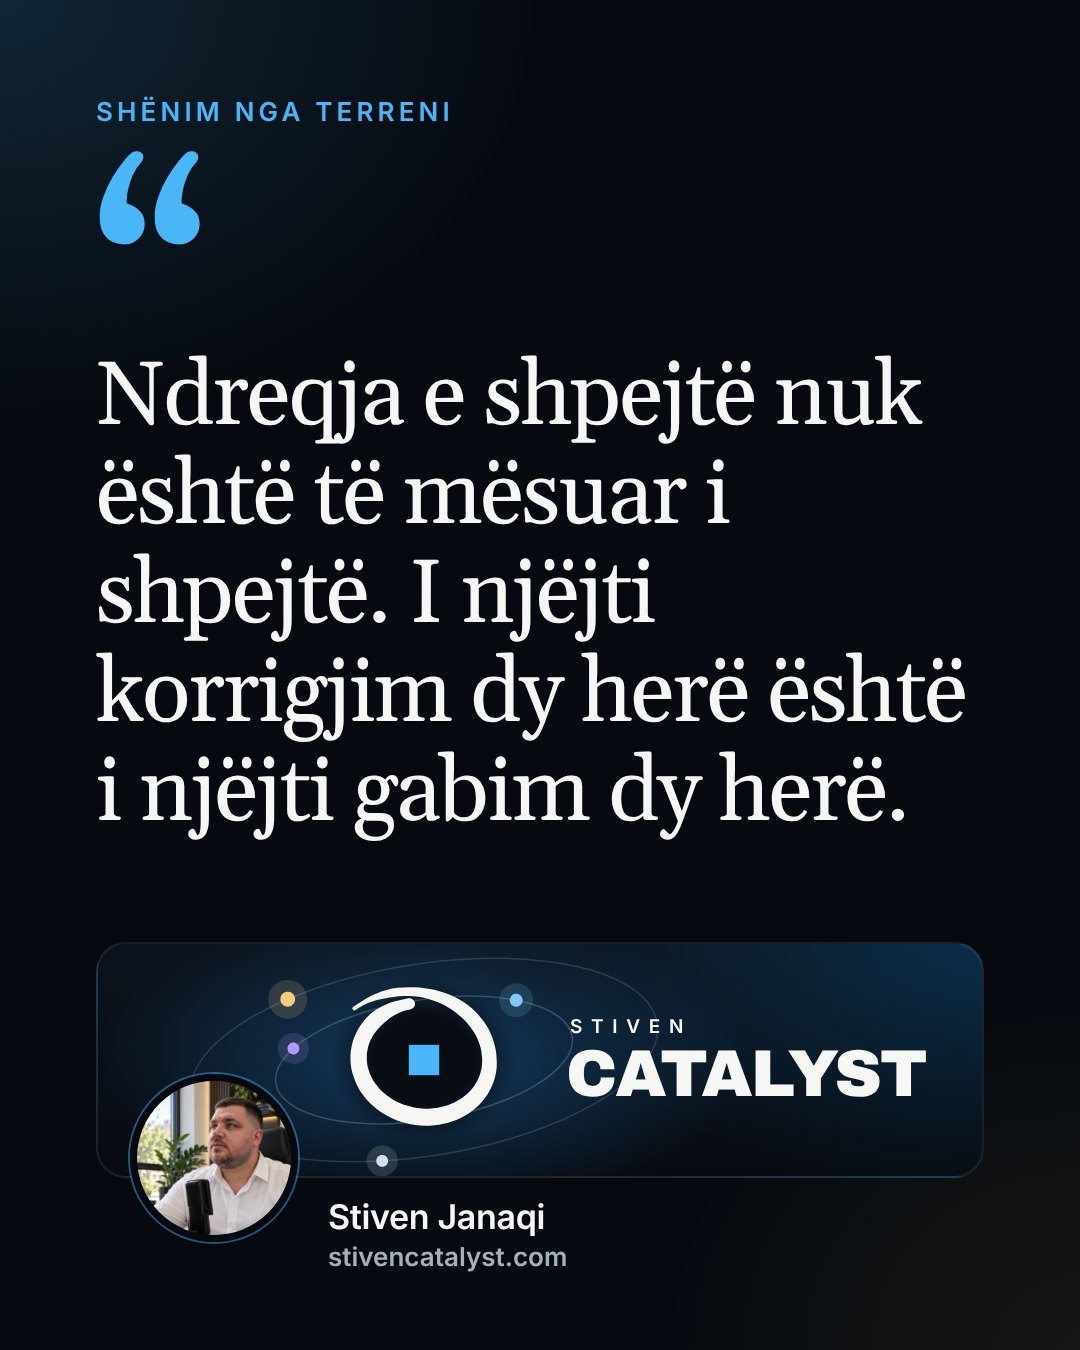 SHËNIM NGA TERRENI
“
Ndreqja e shpejtë nuk
është të mësuar i
shpejtë. I njëjti
korrigjim dy herë është
i njëjti gabim dy herë.
STIVEN
CATALYST
Stiven Janaqi
stivencatalyst.com